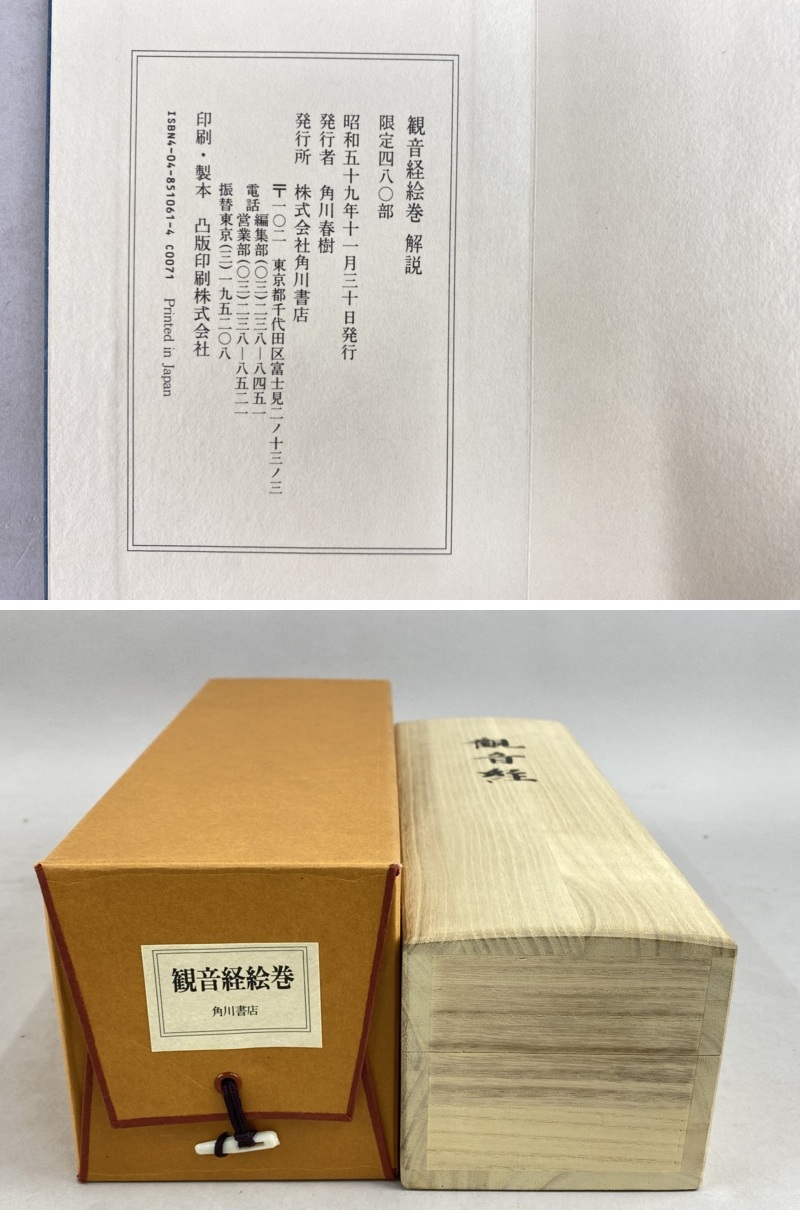 観音経絵巻 解説
限定四八〇部
昭和五十九年十一月三十日発行
発行者 角川春樹
発行所 株式会社角川書店
〒一〇二 東京都千代田区富士見二ノ十三ノ三
電話 編集部(〇三)二三八―八四五一
営業部(〇三)二三八―八五二一
振替東京(三)一九五二〇八
印刷・製本 凸版印刷株式会社
ISBN4-04-851061-4 C0071 Printed in Japan
観音経
観音経絵巻
角川書店